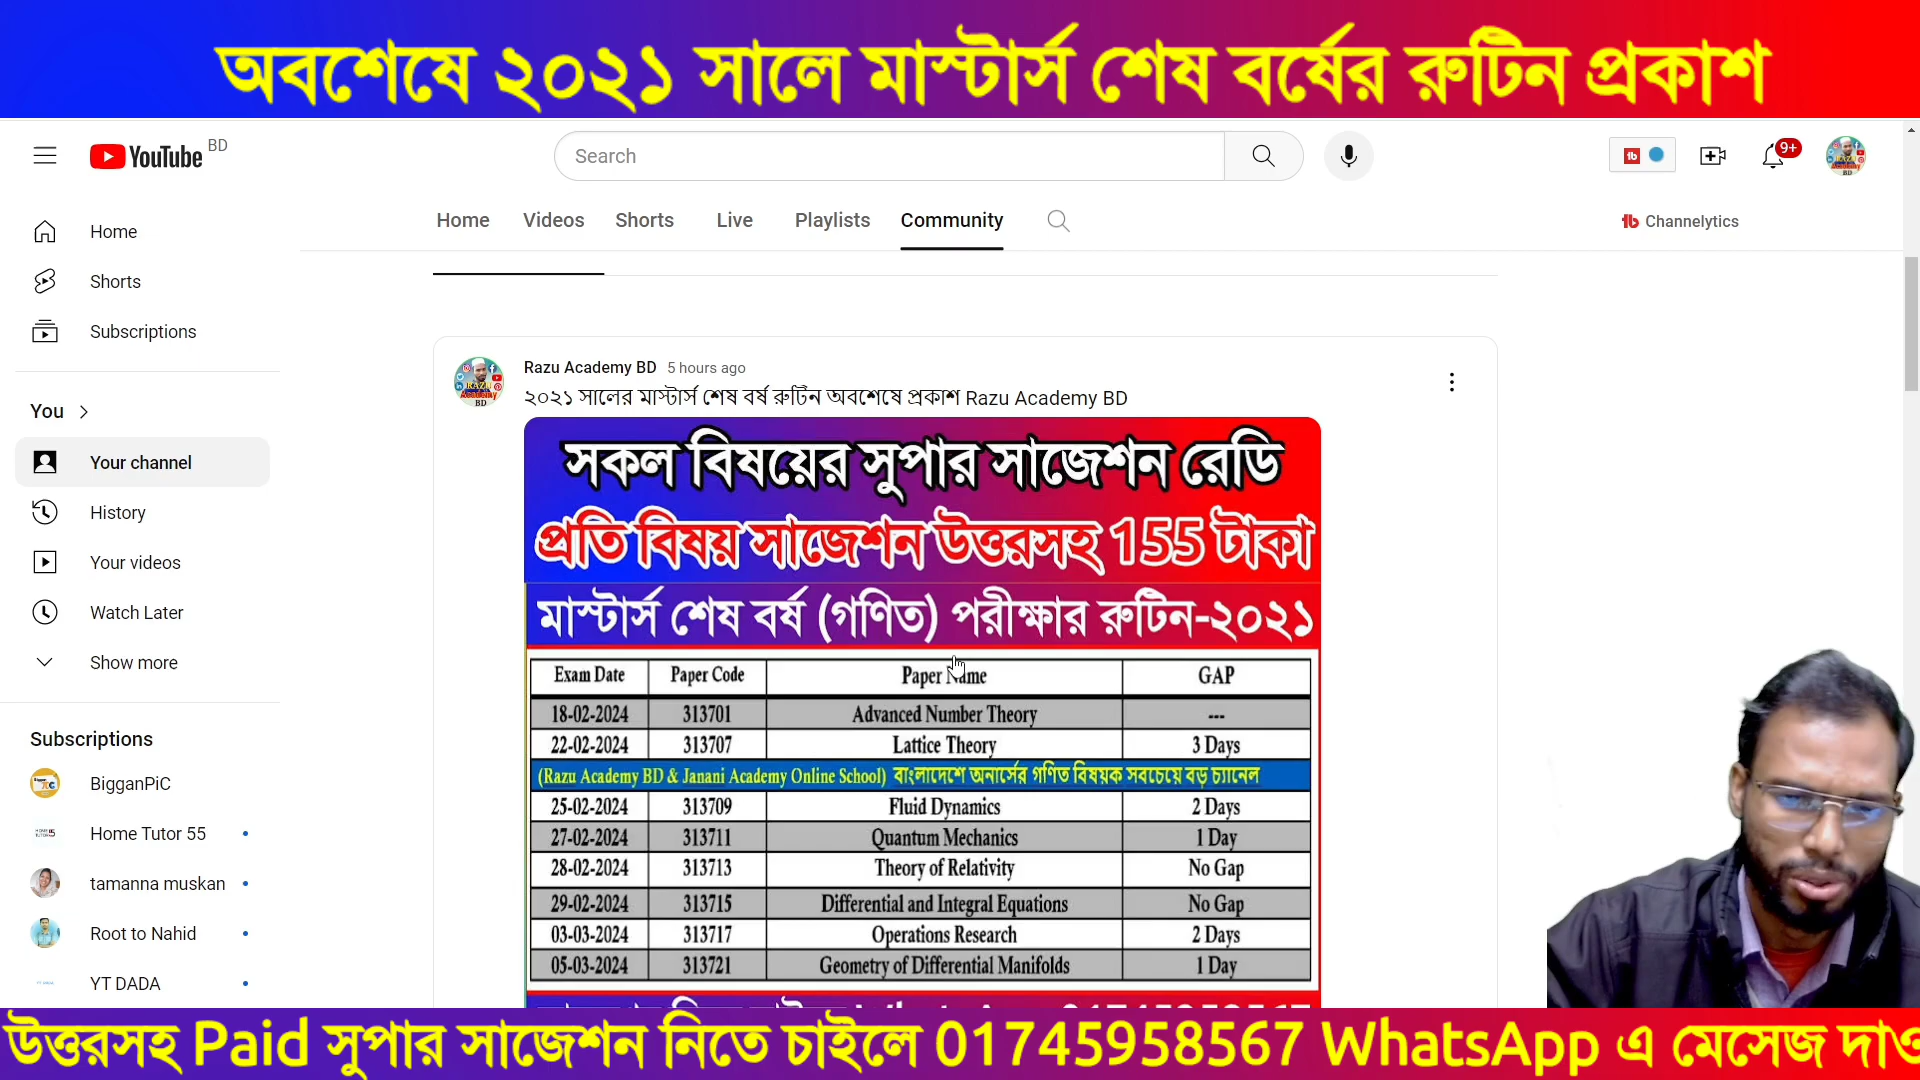 অবশেষে ২০২১ সালে মাস্টার্স শেষ বর্ষের রুটিন প্রকাশ
YouTube BD
Search
9+
Home
Shorts
Subscriptions
You
Your channel
History
Your videos
Watch Later
Show more
Subscriptions
BigganPiC
Home Tutor 55
tamanna muskan
Root to Nahid
YT DADA
Home Videos Shorts Live Playlists Community
Channelytics
Razu Academy BD 5 hours ago
২০২১ সালের মাস্টার্স শেষ বর্ষ রুটিন অবশেষে প্রকাশ Razu Academy BD
সকল বিষয়ের সুপার সাজেশন রেডি
প্রতি বিষয় সাজেশন উত্তরসহ 155 টাকা
মাস্টার্স শেষ বর্ষ (গণিত) পরীক্ষার রুটিন-২০২১
Exam Date Paper Code Paper Name GAP
18-02-2024 313701 Advanced Number Theory ---
22-02-2024 313707 Lattice Theory 3 Days
(Razu Academy BD & Janani Academy Online School) বাংলাদেশে অনার্সের গণিত বিষয়ক সবচেয়ে বড় চ্যানেল
25-02-2024 313709 Fluid Dynamics 2 Days
27-02-2024 313711 Quantum Mechanics 1 Day
28-02-2024 313713 Theory of Relativity No Gap
29-02-2024 313715 Differential and Integral Equations No Gap
03-03-2024 313717 Operations Research 2 Days
05-03-2024 313721 Geometry of Differential Manifolds 1 Day
উত্তরসহ Paid সুপার সাজেশন নিতে চাইলে 01745958567 WhatsApp এ মেসেজ দাও